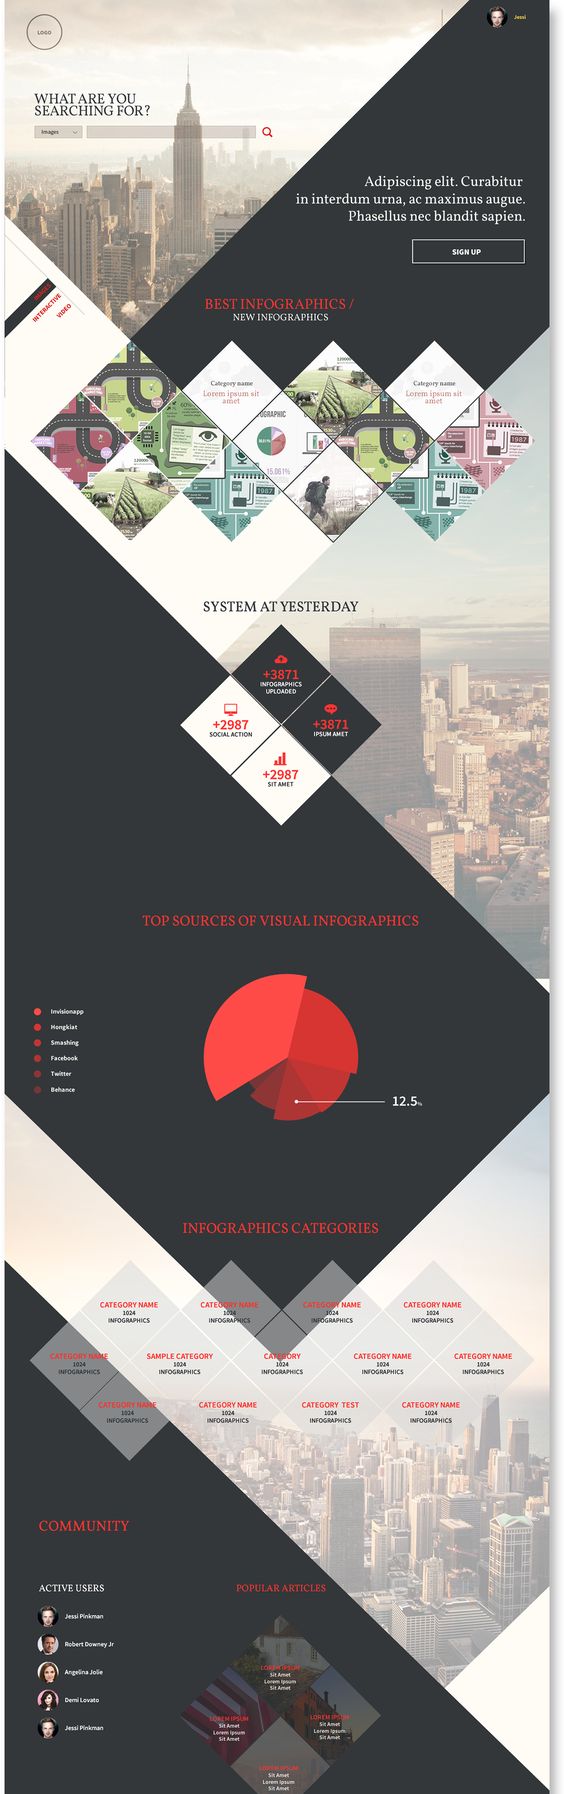 LOGO
Jessi
WHAT ARE YOU
SEARCHING FOR?
Images
Adipiscing elit. Curabitur
in interdum urna, ac maximus augue.
Phasellus nec blandit sapien.
SIGN UP
IMAGES
INTERACTIVE
VIDEO
BEST INFOGRAPHICS /
NEW INFOGRAPHICS
Category name
Lorem ipsum sit
amet
Category name
Lorem ipsum sit
amet
15.061%
1987
1987
1987
SYSTEM AT YESTERDAY
+3871
INFOGRAPHICS
UPLOADED
+2987
SOCIAL ACTION
+3871
IPSUM AMET
+2987
SIT AMET
TOP SOURCES OF VISUAL INFOGRAPHICS
Invisionapp
Hongkiat
Smashing
Facebook
Twitter
Behance
12.5%
INFOGRAPHICS CATEGORIES
CATEGORY NAME
1024
INFOGRAPHICS
CATEGORY NAME
1024
INFOGRAPHICS
CATEGORY NAME
1024
INFOGRAPHICS
CATEGORY NAME
1024
INFOGRAPHICS
CATEGORY NAME
1024
INFOGRAPHICS
SAMPLE CATEGORY
1024
INFOGRAPHICS
CATEGORY
1024
INFOGRAPHICS
CATEGORY NAME
1024
INFOGRAPHICS
CATEGORY NAME
1024
INFOGRAPHICS
CATEGORY NAME
1024
INFOGRAPHICS
CATEGORY NAME
1024
INFOGRAPHICS
CATEGORY TEST
1024
INFOGRAPHICS
CATEGORY NAME
1024
INFOGRAPHICS
COMMUNITY
ACTIVE USERS
Jessi Pinkman
Robert Downey Jr
Angelina Jolie
Demi Lovato
Jessi Pinkman
POPULAR ARTICLES
LOREM IPSUM
Sit Amet
Lorem Ipsum
Sit Amet
LOREM IPSUM
Sit Amet
Lorem Ipsum
Sit Amet
LOREM IPSUM
Sit Amet
Lorem Ipsum
Sit Amet
LOREM IPSUM
Sit Amet
Lorem Ipsum
Sit Amet